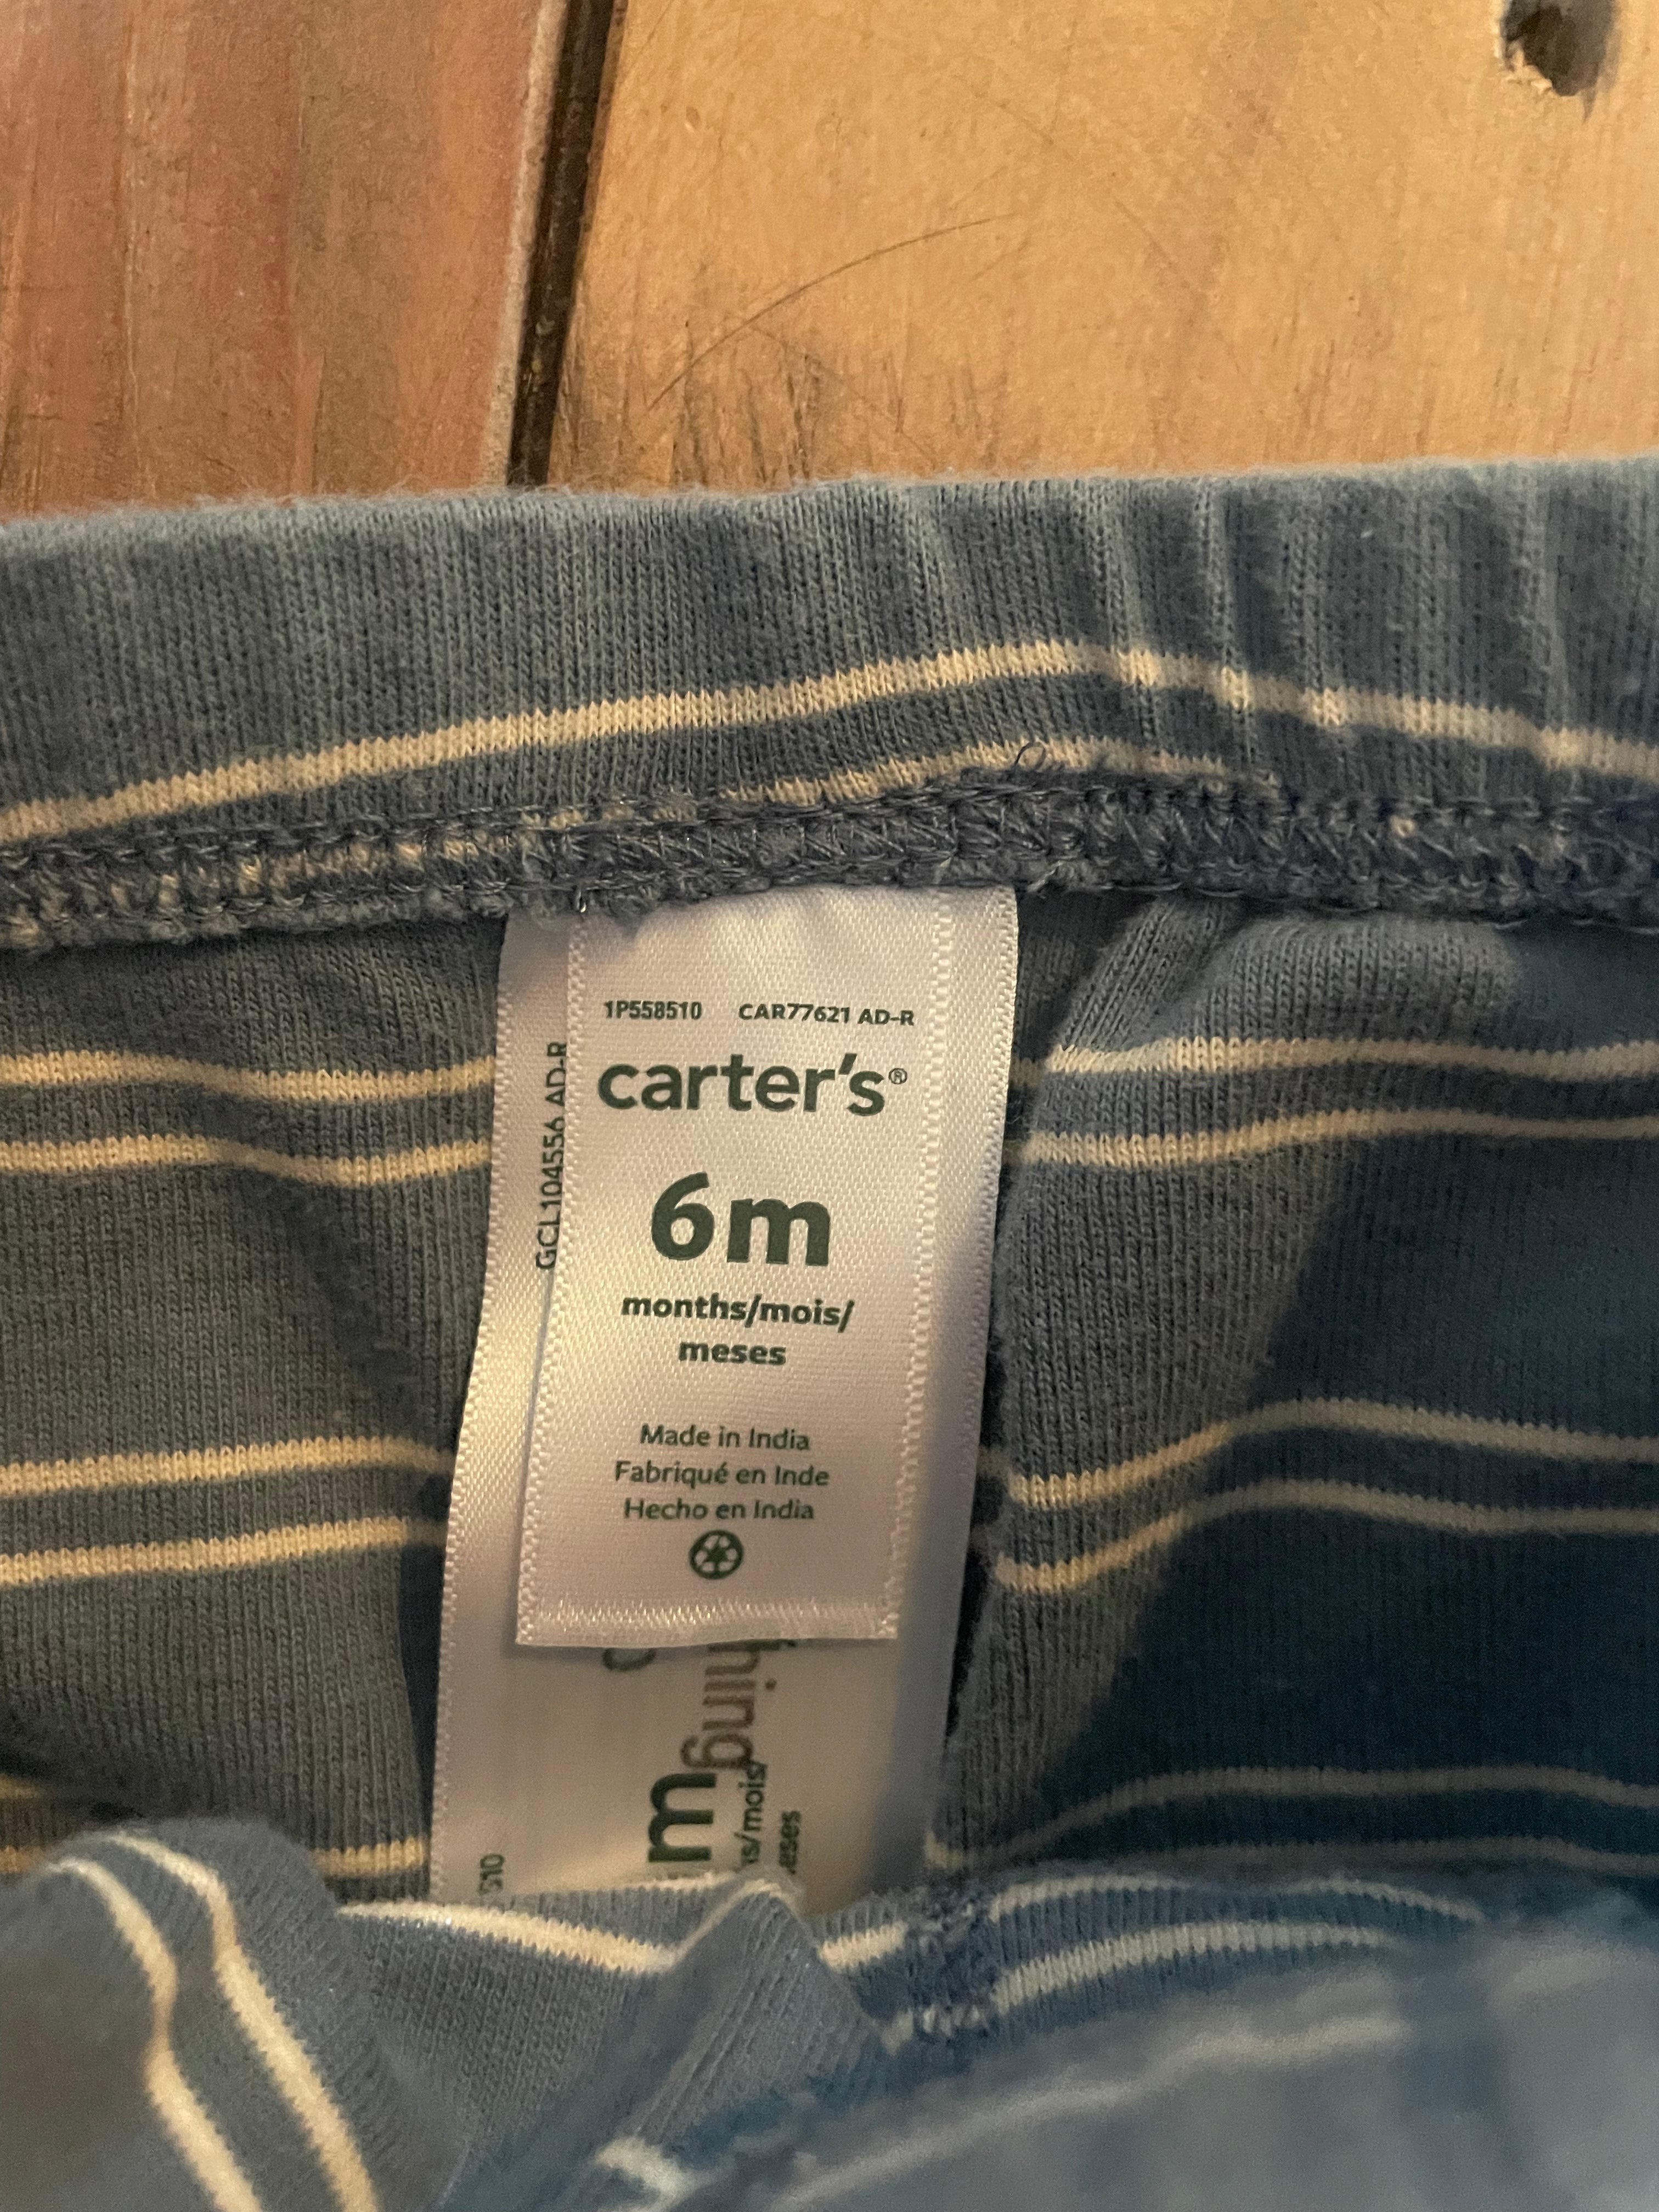 1P558510 CAR77621 AD-R
carter's®
6m
months/mois/
meses
Made in India
Fabriqué en Inde
Hecho en India
GCL104556 AD-R
m